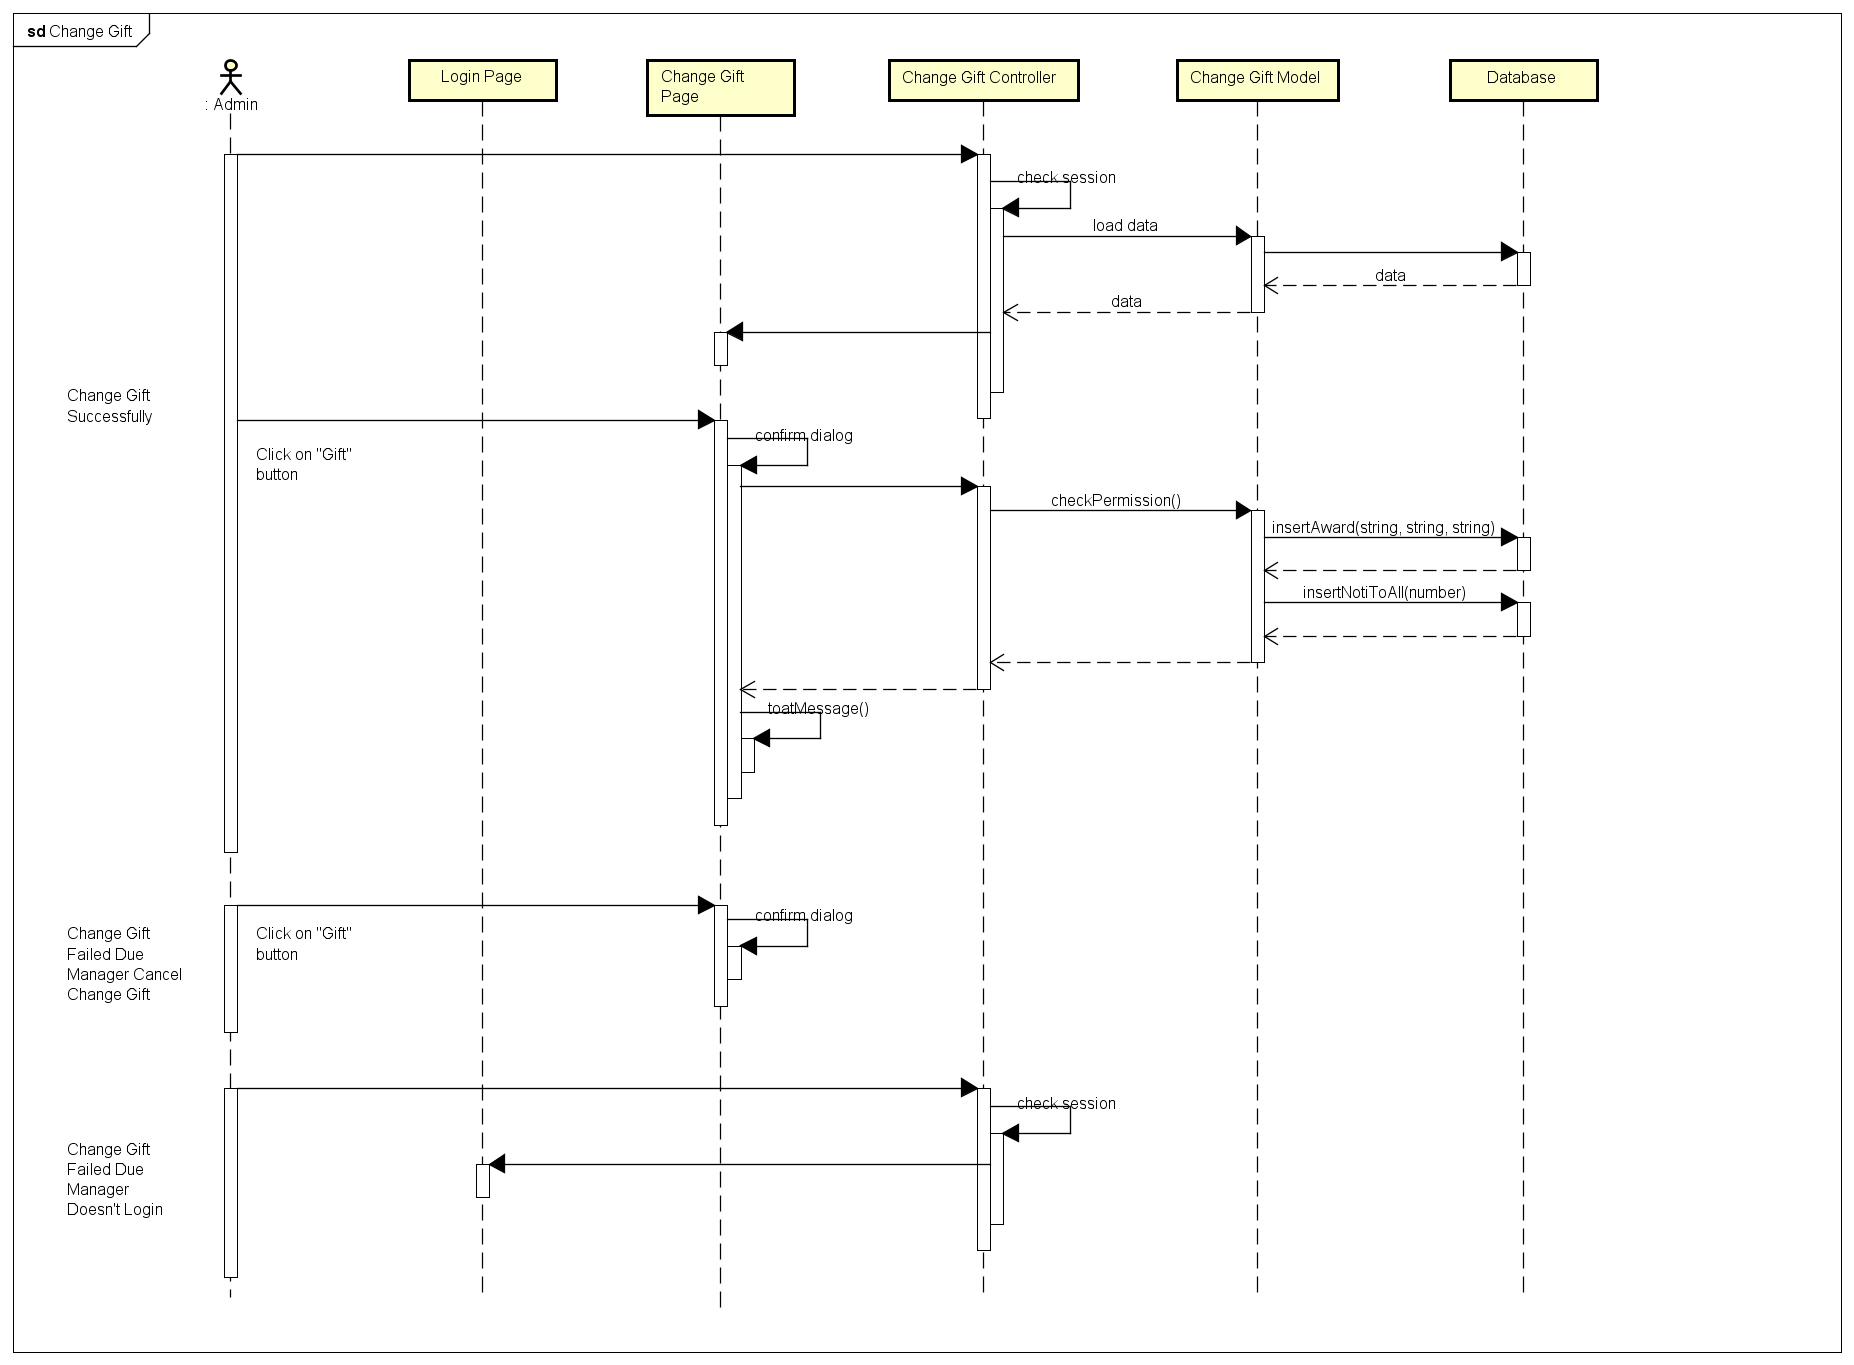 sd Change Gift
: Admin
Login Page
Change Gift
Page
Change Gift Controller
Change Gift Model
Database
check session
load data
data
data
Change Gift
Successfully
Click on "Gift"
button
confirm dialog
checkPermission()
insertAward(string, string, string)
insertNotiToAll(number)
toatMessage()
Change Gift
Failed Due
Manager Cancel
Change Gift
Click on "Gift"
button
confirm dialog
check session
Change Gift
Failed Due
Manager
Doesn't Login